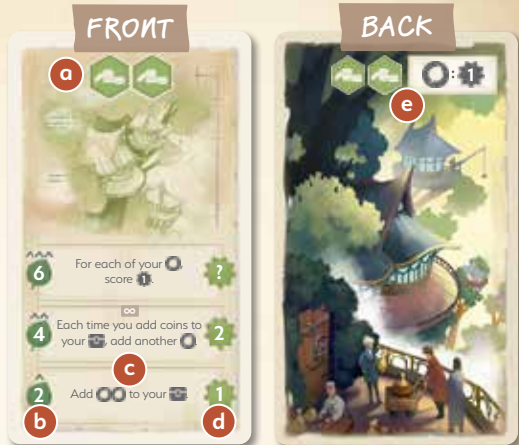 FRONT
BACK
a
: 1
e
6
For each of your ,
score 1 .
?
∞
4
Each time you add coins to
your , add another
2
c
2
Add to your .
1
b
d